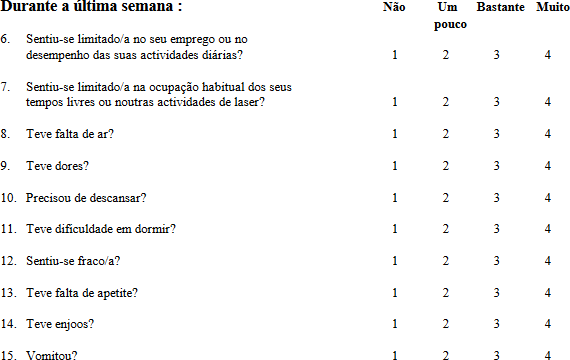 Durante a última semana : Não Um Bastante Muito
pouco
6. Sentiu-se limitado/a no seu emprego ou no
desempenho das suas actividades diárias? 1 2 3 4
7. Sentiu-se limitado/a na ocupação habitual dos seus
tempos livres ou noutras actividades de laser? 1 2 3 4
8. Teve falta de ar? 1 2 3 4
9. Teve dores? 1 2 3 4
10. Precisou de descansar? 1 2 3 4
11. Teve dificuldade em dormir? 1 2 3 4
12. Sentiu-se fraco/a? 1 2 3 4
13. Teve falta de apetite? 1 2 3 4
14. Teve enjoos? 1 2 3 4
15. Vomitou? 1 2 3 4